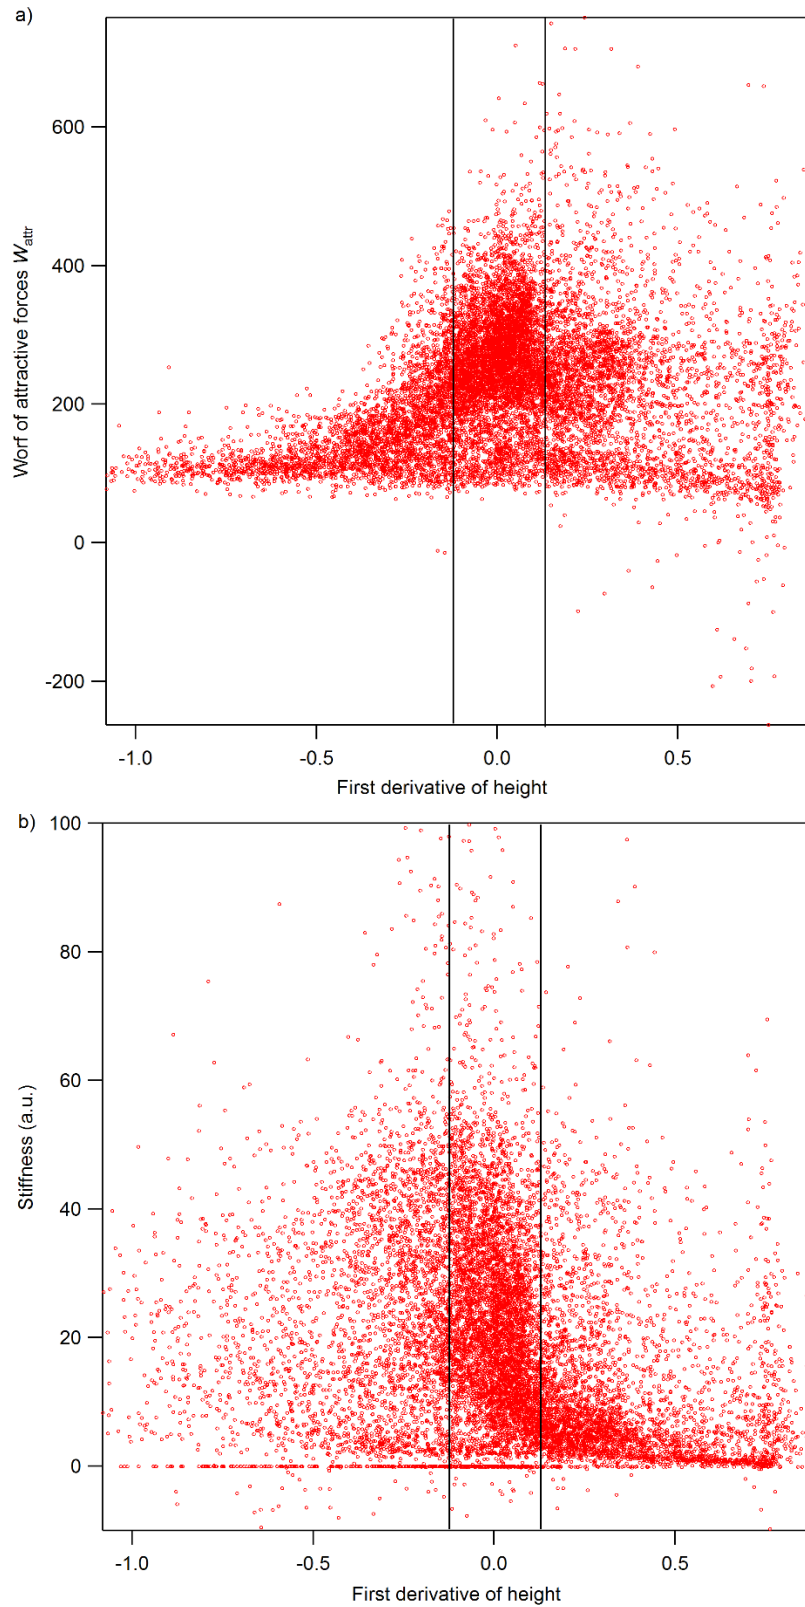 a)
600
400
200
0
-200
Worf of attractive forces Wattr
-1.0 -0.5 0.0 0.5
First derivative of height
b)
100
80
60
40
20
0
Stiffness (a.u.)
-1.0 -0.5 0.0 0.5
First derivative of height